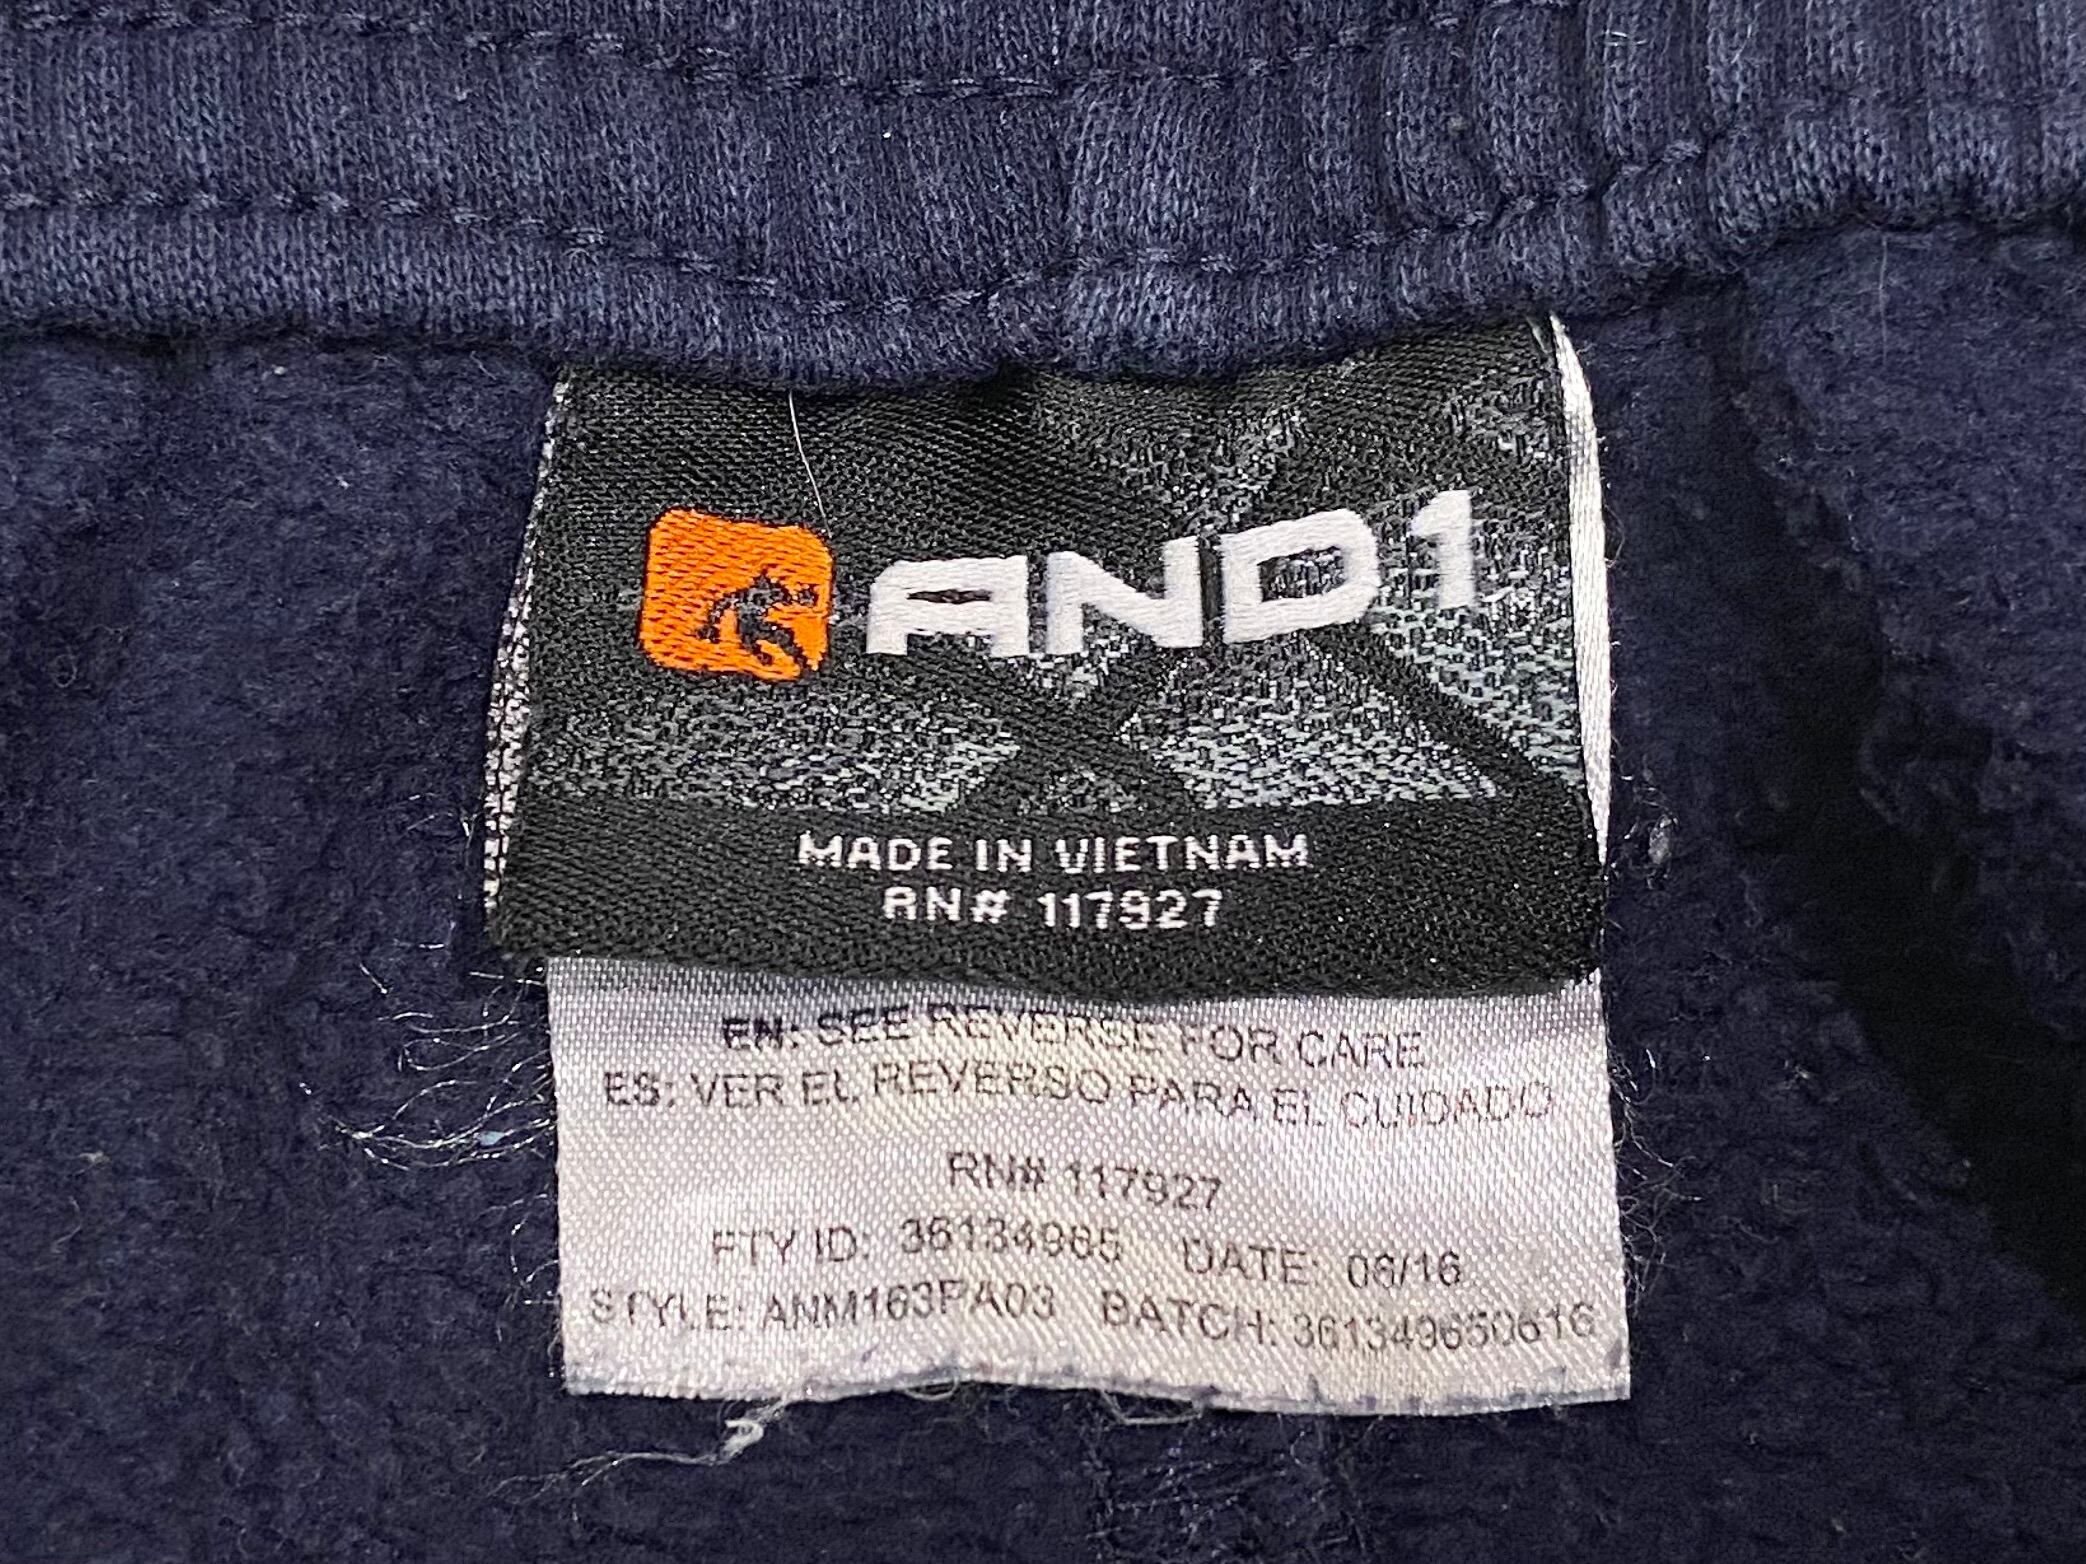 AND1
MADE IN VIETNAM
RN# 117927
EN: SEE REVERSE FOR CARE
ES: VER EL REVERSO PARA EL CUIDADO
RN# 117927
FTY ID: 36134965 DATE: 06/16
STYLE: ANM163PA03 BATCH: 361349650616